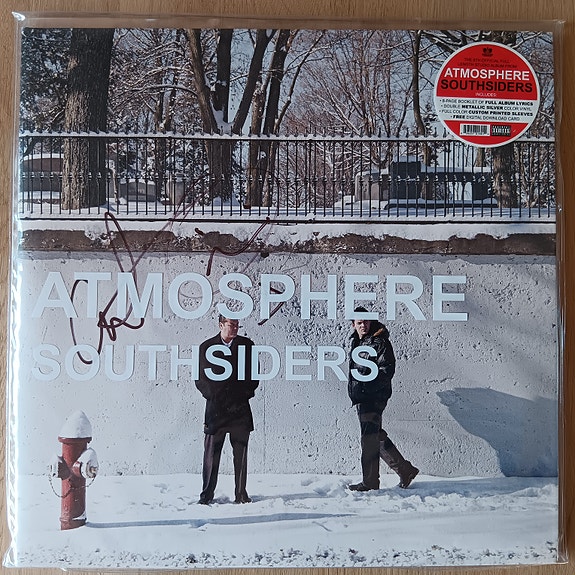 ATMOSPHERE
SOUTHSIDERS
INCLUDES:
• 8-PAGE BOOKLET OF FULL ALBUM LYRICS
• DOUBLE METALLIC SILVER COLOR VINYL
• FULL COLOR CUSTOM PRINTED SLEEVES
• FREE DIGITAL DOWNLOAD CARD
ATMOSPHERE
SOUTHSIDERS